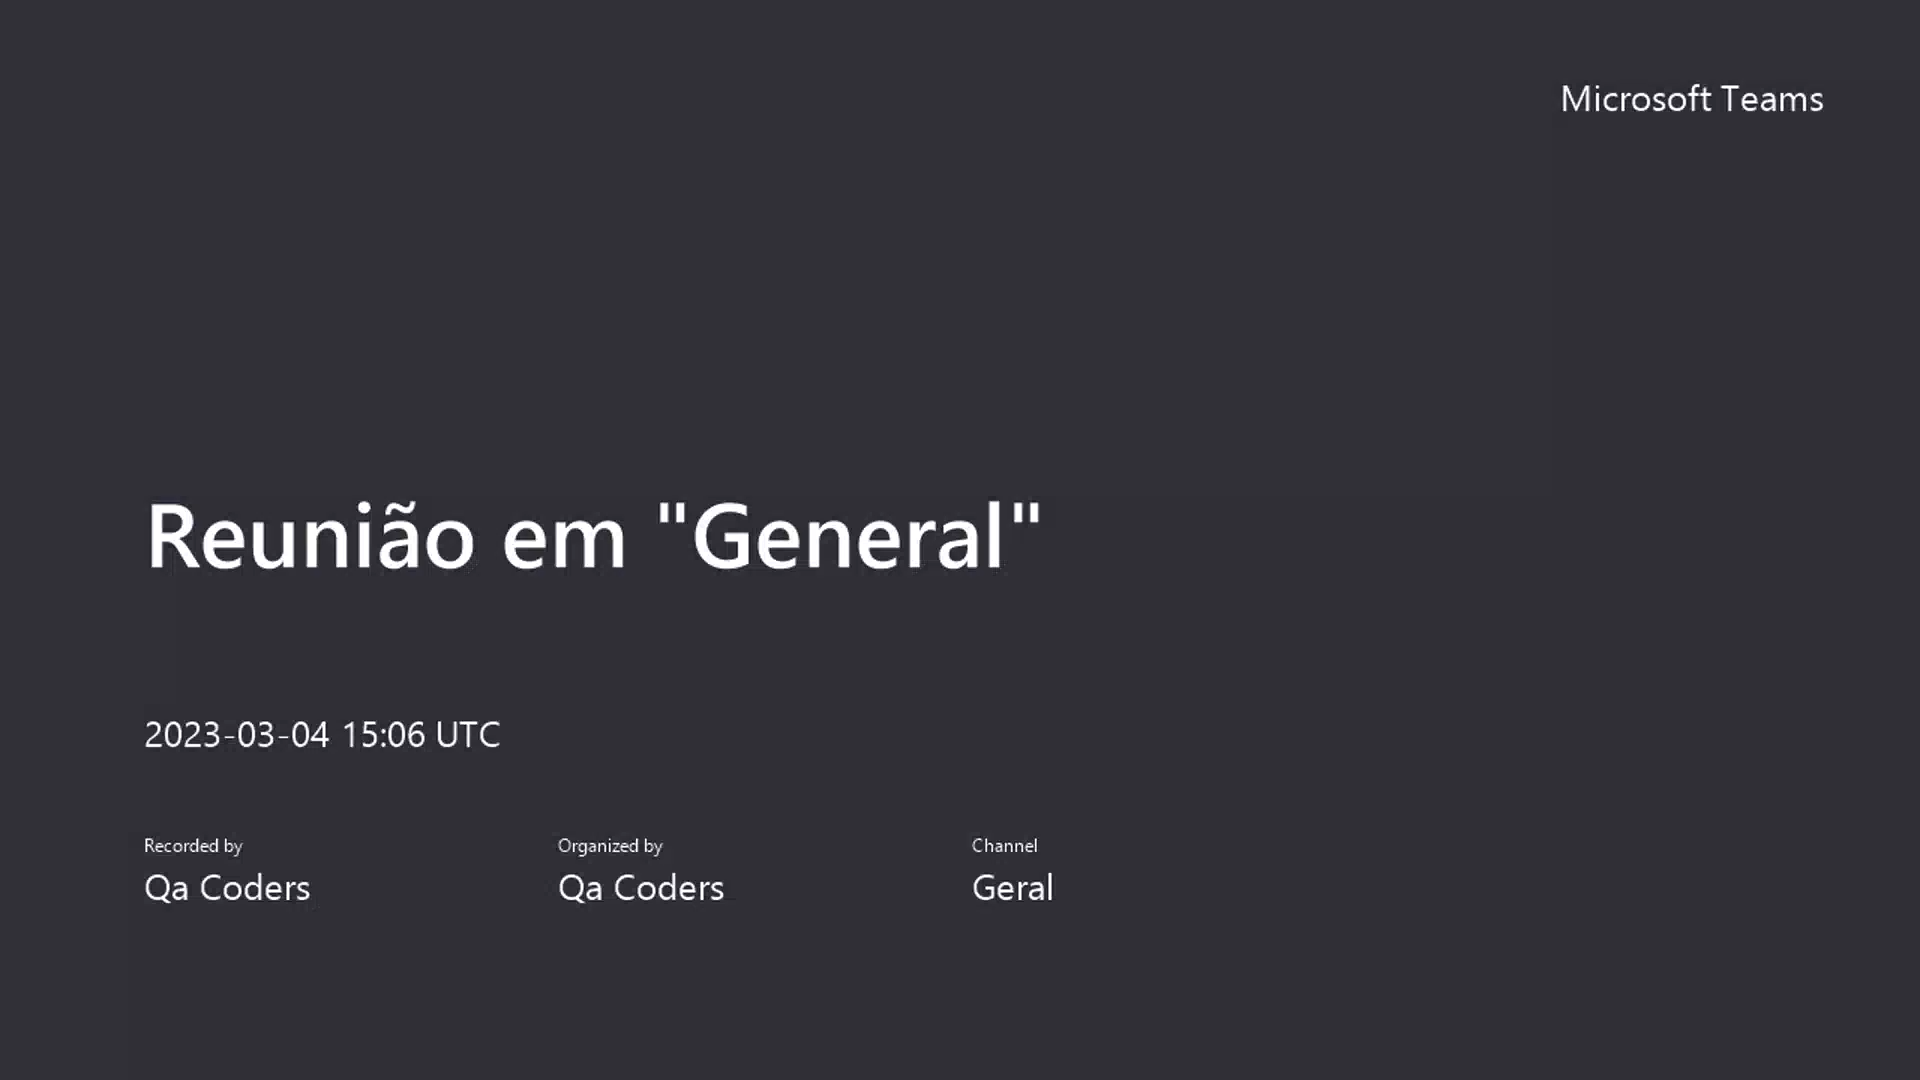 Microsoft Teams
Reunião em "General"
2023-03-04 15:06 UTC
Recorded by
Qa Coders
Organized by
Qa Coders
Channel
Geral